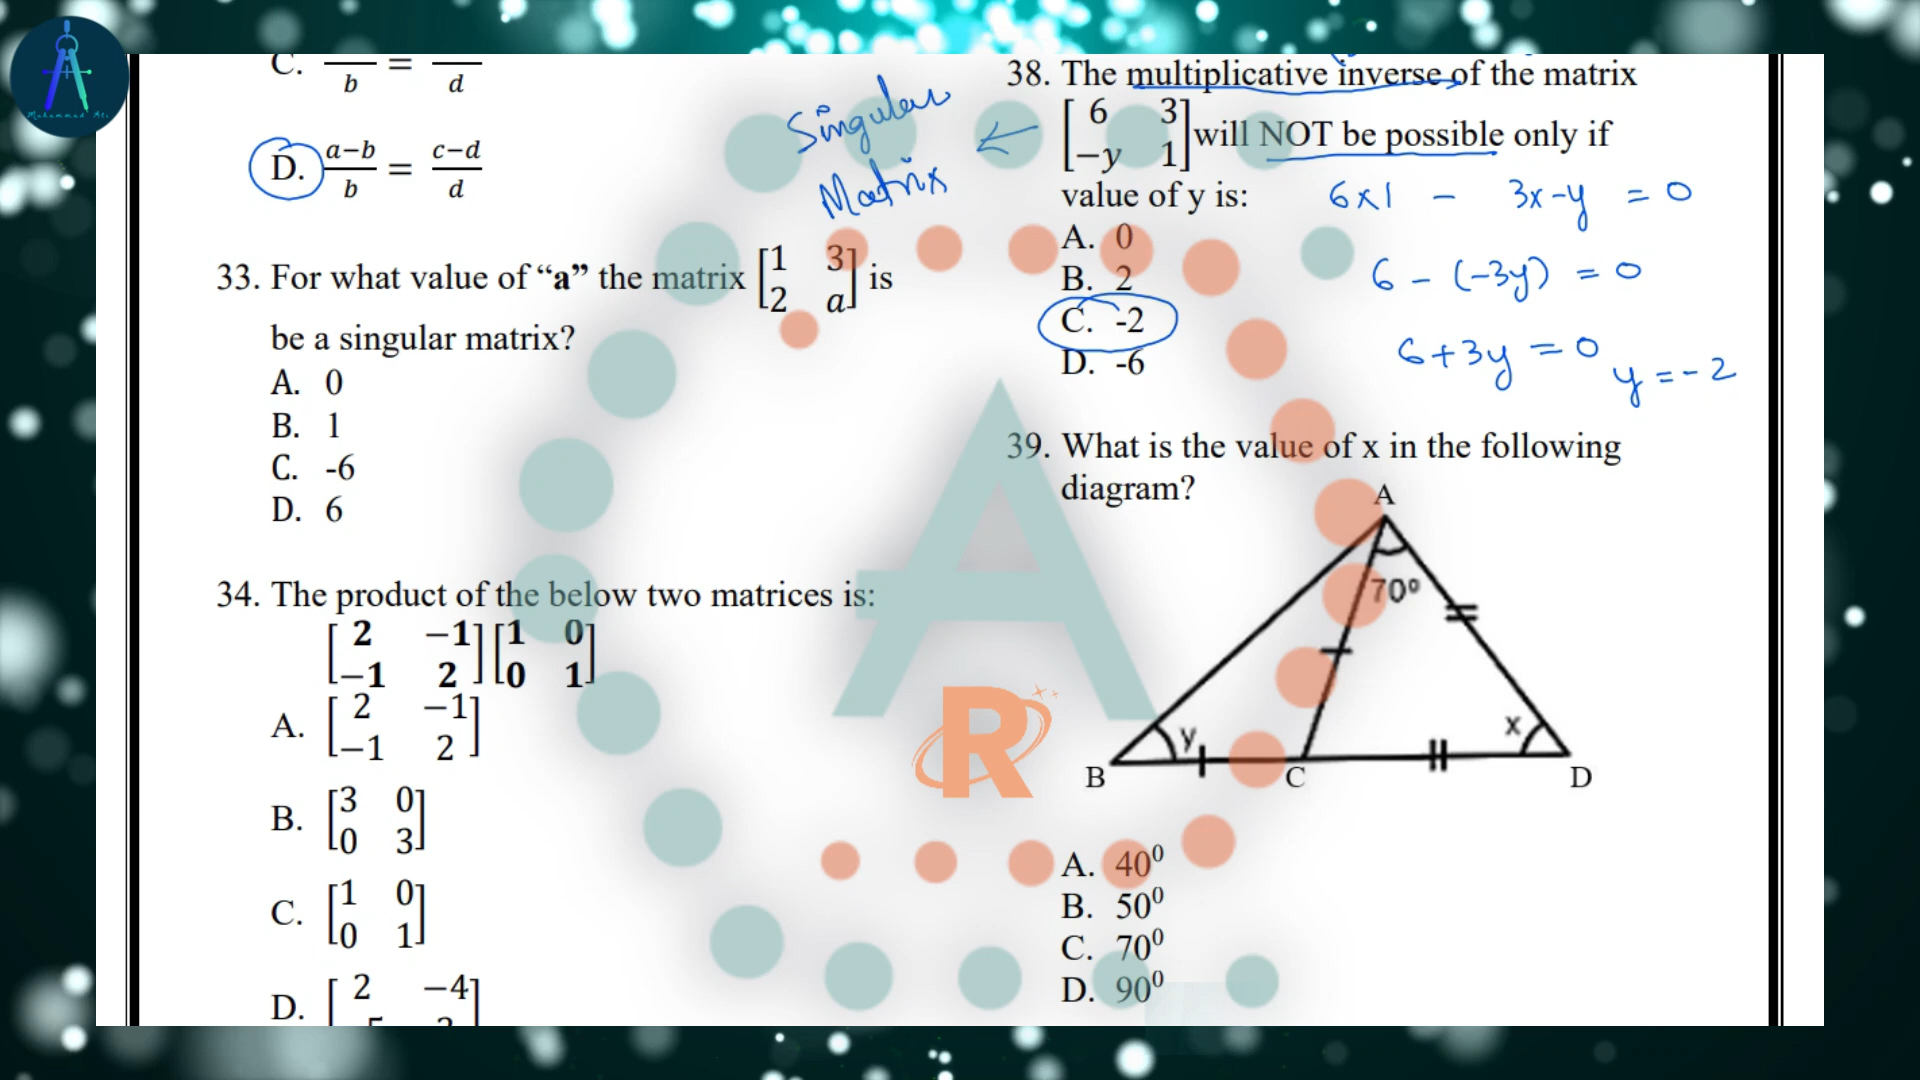 C. — = —
b d
D. a−b/b = c−d/d
33. For what value of “a” the matrix [1 3; 2 a] is
be a singular matrix?
A. 0
B. 1
C. -6
D. 6
34. The product of the below two matrices is:
[2 −1; −1 2] [1 0; 0 1]
A. [2 −1; −1 2]
B. [3 0; 0 3]
C. [1 0; 0 1]
D. [2 −4
Singular
Matrix
38. The multiplicative inverse of the matrix
[6 3; −y 1] will NOT be possible only if
value of y is:
6x1 − 3x−y = 0
A. 0
B. 2
C. -2
D. -6
6 − (−3y) = 0
6+3y = 0
y = −2
39. What is the value of x in the following
diagram?
A
70º
y
x
B C D
A. 40⁰
B. 50⁰
C. 70⁰
D. 90⁰
A
R
Muhammad Ali